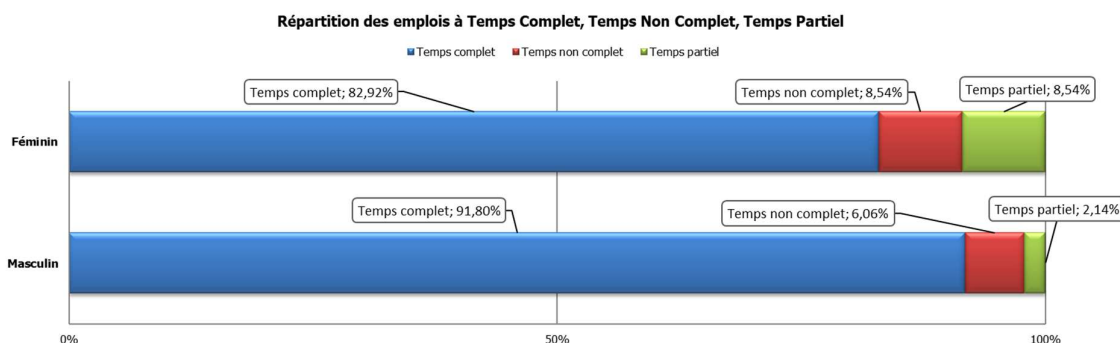 Répartition des emplois à Temps Complet, Temps Non Complet, Temps Partiel
Temps complet Temps non complet Temps partiel
Temps complet; 82,92% Temps non complet; 8,54% Temps partiel; 8,54%
Féminin
Temps complet; 91,80% Temps non complet; 6,06% Temps partiel; 2,14%
Masculin
0% 50% 100%